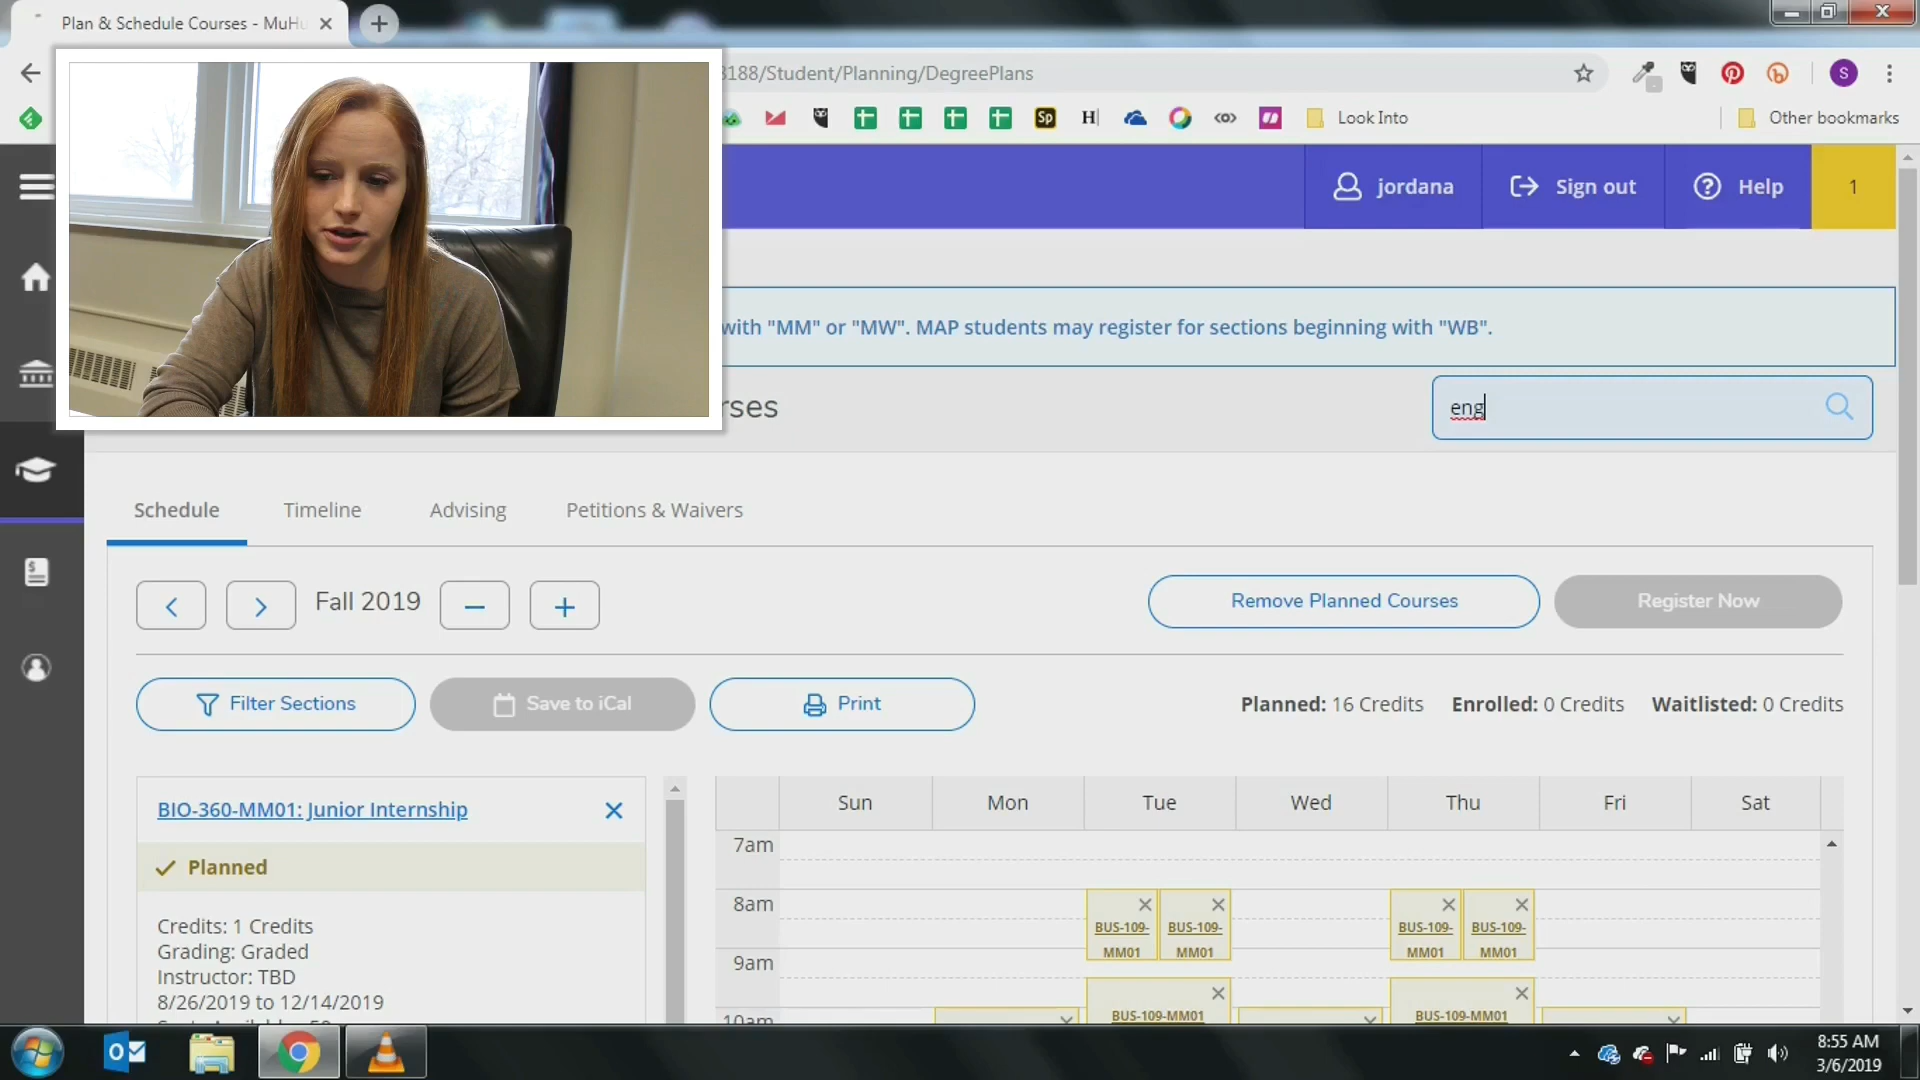 Plan & Schedule Courses - MuHu
8188/Student/Planning/DegreePlans
S
Sp
H
Look Into
Other bookmarks
jordana
Sign out
Help
1
with "MM" or "MW". MAP students may register for sections beginning with "WB".
rses
eng
Schedule
Timeline
Advising
Petitions & Waivers
Fall 2019
Remove Planned Courses
Register Now
Filter Sections
Save to iCal
Print
Planned: 16 Credits
Enrolled: 0 Credits
Waitlisted: 0 Credits
BIO-360-MM01: Junior Internship
Planned
Credits: 1 Credits
Grading: Graded
Instructor: TBD
8/26/2019 to 12/14/2019
Sun Mon Tue Wed Thu Fri Sat
7am
8am
BUS-109-
MM01
BUS-109-
MM01
BUS-109-
MM01
BUS-109-
MM01
9am
10am
BUS-109-MM01
BUS-109-MM01
8:55 AM
3/6/2019